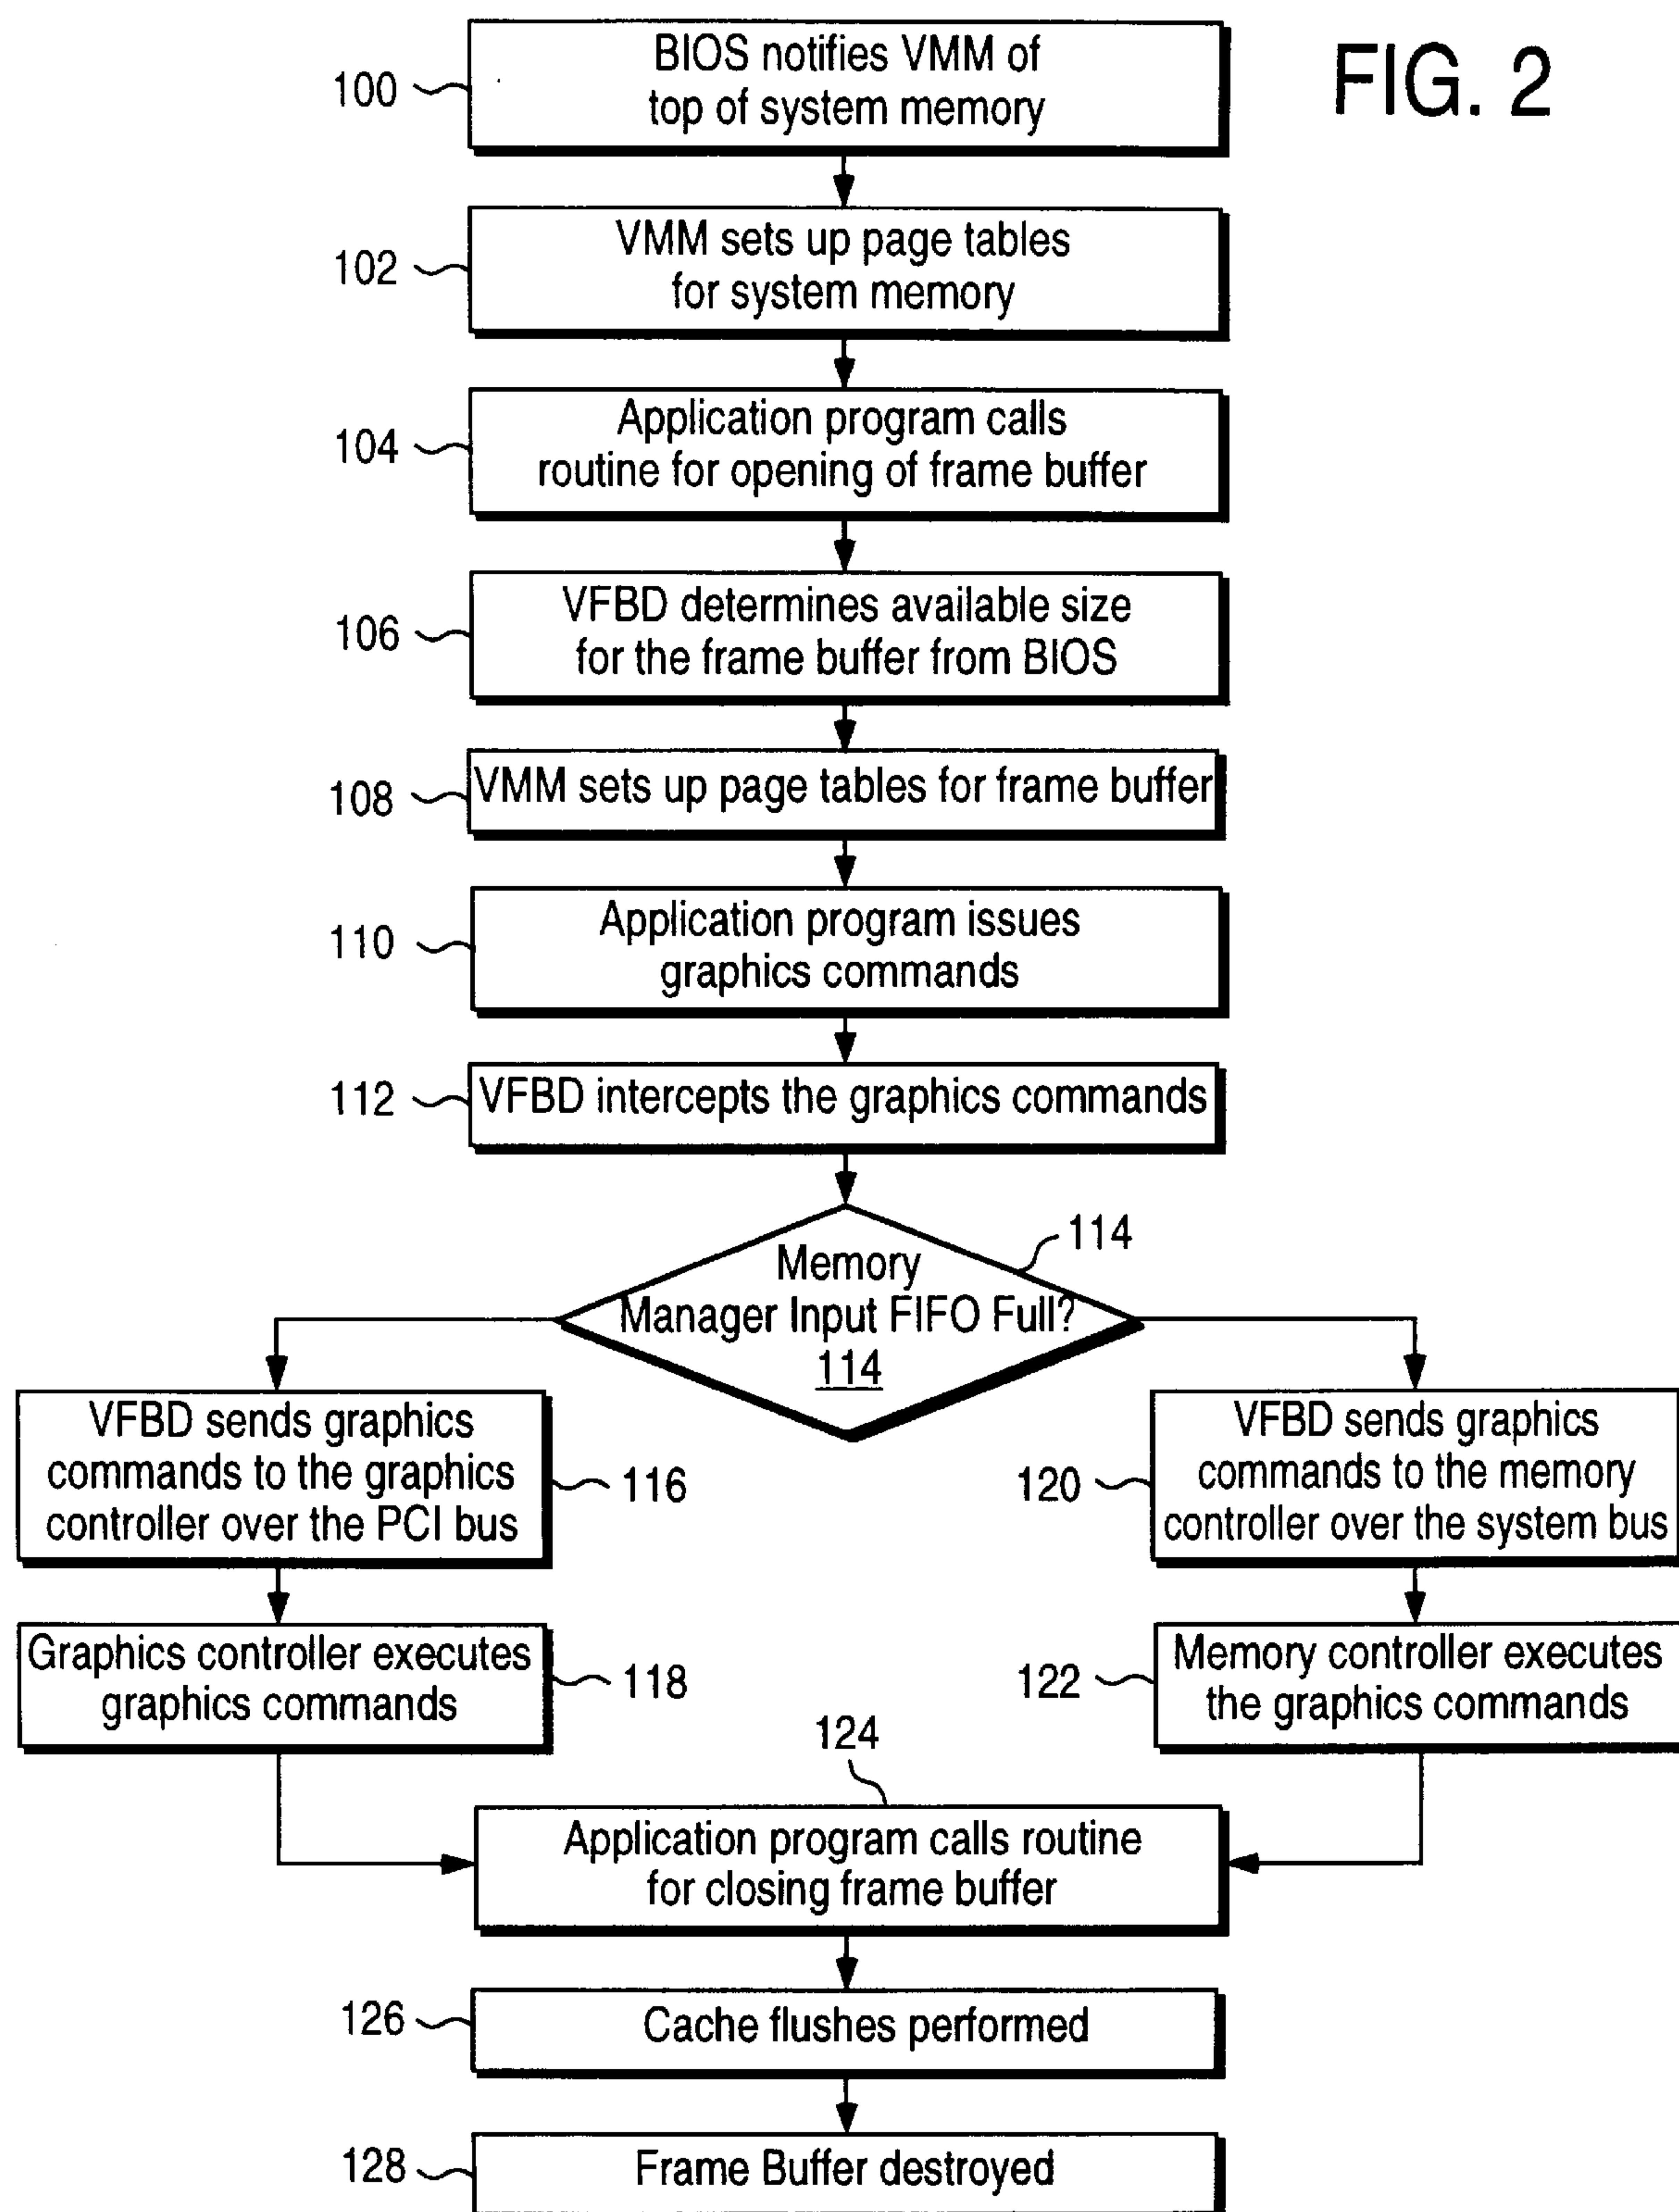 FIG. 2
100
BIOS notifies VMM of
top of system memory
102
VMM sets up page tables
for system memory
104
Application program calls
routine for opening of frame buffer
106
VFBD determines available size
for the frame buffer from BIOS
108
VMM sets up page tables for frame buffer
110
Application program issues
graphics commands
112
VFBD intercepts the graphics commands
114
Memory
Manager Input FIFO Full?
114
VFBD sends graphics
commands to the graphics
controller over the PCI bus
116
120
VFBD sends graphics
commands to the memory
controller over the system bus
Graphics controller executes
graphics commands
118
122
Memory controller executes
the graphics commands
124
Application program calls routine
for closing frame buffer
126
Cache flushes performed
128
Frame Buffer destroyed